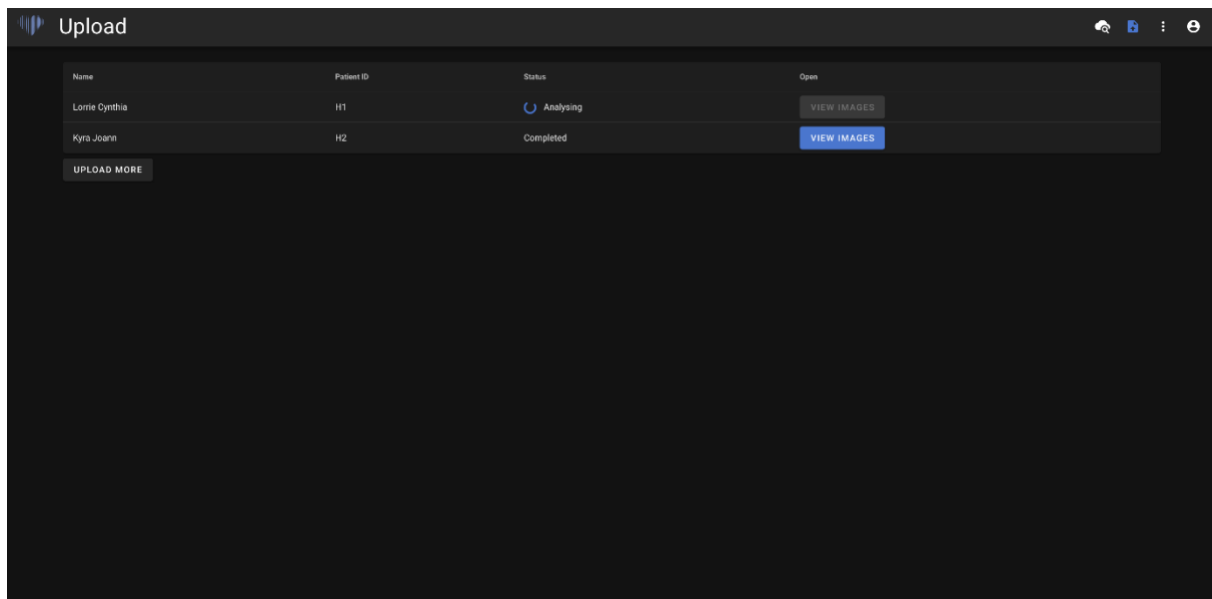 Upload
Name Patient ID Status Open
Lorrie Cynthia H1 Analysing VIEW IMAGES
Kyra Joann H2 Completed VIEW IMAGES
UPLOAD MORE